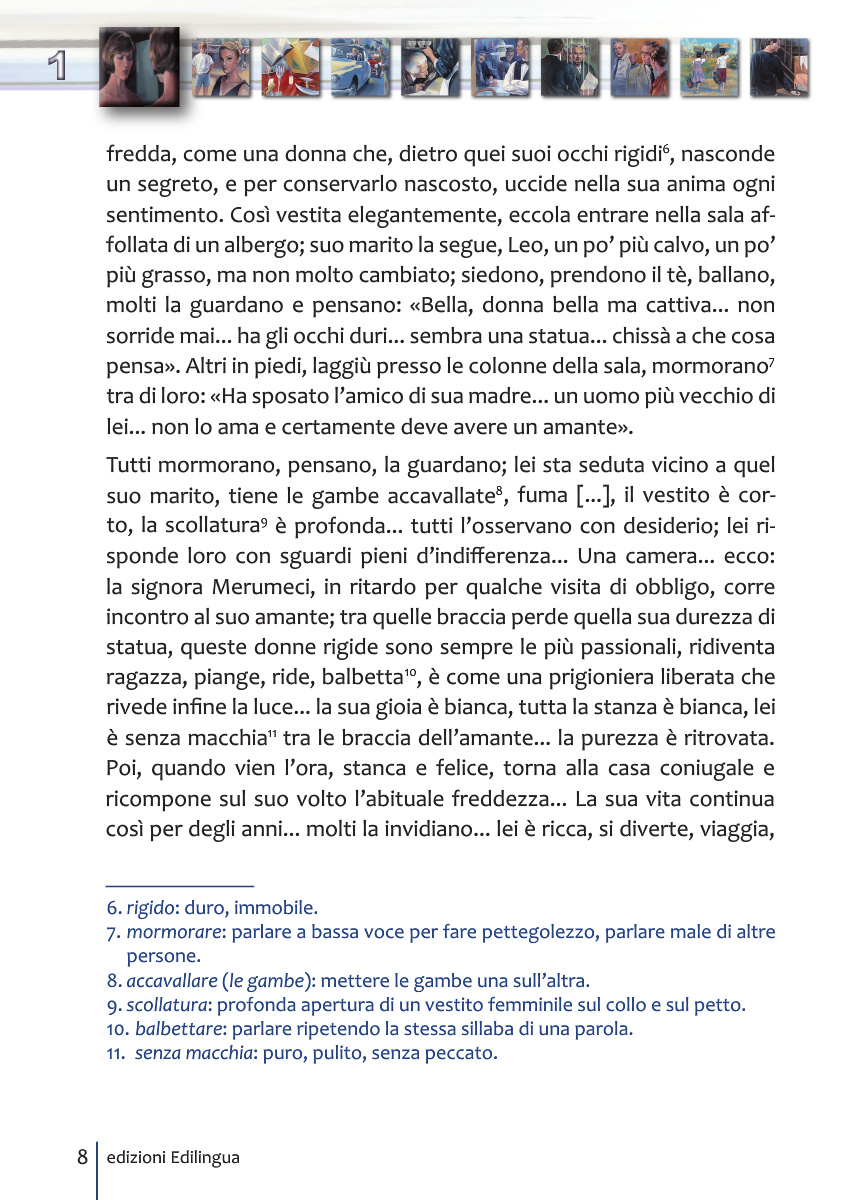 1
fredda, come una donna che, dietro quei suoi occhi rigidi⁶, nasconde
un segreto, e per conservarlo nascosto, uccide nella sua anima ogni
sentimento. Così vestita elegantemente, eccola entrare nella sala af-
follata di un albergo; suo marito la segue, Leo, un po’ più calvo, un po’
più grasso, ma non molto cambiato; siedono, prendono il tè, ballano,
molti la guardano e pensano: «Bella, donna bella ma cattiva... non
sorride mai... ha gli occhi duri... sembra una statua... chissà a che cosa
pensa». Altri in piedi, laggiù presso le colonne della sala, mormorano⁷
tra di loro: «Ha sposato l’amico di sua madre... un uomo più vecchio di
lei... non lo ama e certamente deve avere un amante».
Tutti mormorano, pensano, la guardano; lei sta seduta vicino a quel
suo marito, tiene le gambe accavallate⁸, fuma [...], il vestito è cor-
to, la scollatura⁹ è profonda... tutti l’osservano con desiderio; lei ri-
sponde loro con sguardi pieni d’indifferenza... Una camera... ecco:
la signora Merumeci, in ritardo per qualche visita di obbligo, corre
incontro al suo amante; tra quelle braccia perde quella sua durezza di
statua, queste donne rigide sono sempre le più passionali, ridiventa
ragazza, piange, ride, balbetta¹⁰, è come una prigioniera liberata che
rivede infine la luce... la sua gioia è bianca, tutta la stanza è bianca, lei
è senza macchia¹¹ tra le braccia dell’amante... la purezza è ritrovata.
Poi, quando vien l’ora, stanca e felice, torna alla casa coniugale e
ricompone sul suo volto l’abituale freddezza... La sua vita continua
così per degli anni... molti la invidiano... lei è ricca, si diverte, viaggia,
6. rigido: duro, immobile.
7. mormorare: parlare a bassa voce per fare pettegolezzo, parlare male di altre
persone.
8. accavallare (le gambe): mettere le gambe una sull’altra.
9. scollatura: profonda apertura di un vestito femminile sul collo e sul petto.
10. balbettare: parlare ripetendo la stessa sillaba di una parola.
11. senza macchia: puro, pulito, senza peccato.
8 edizioni Edilingua